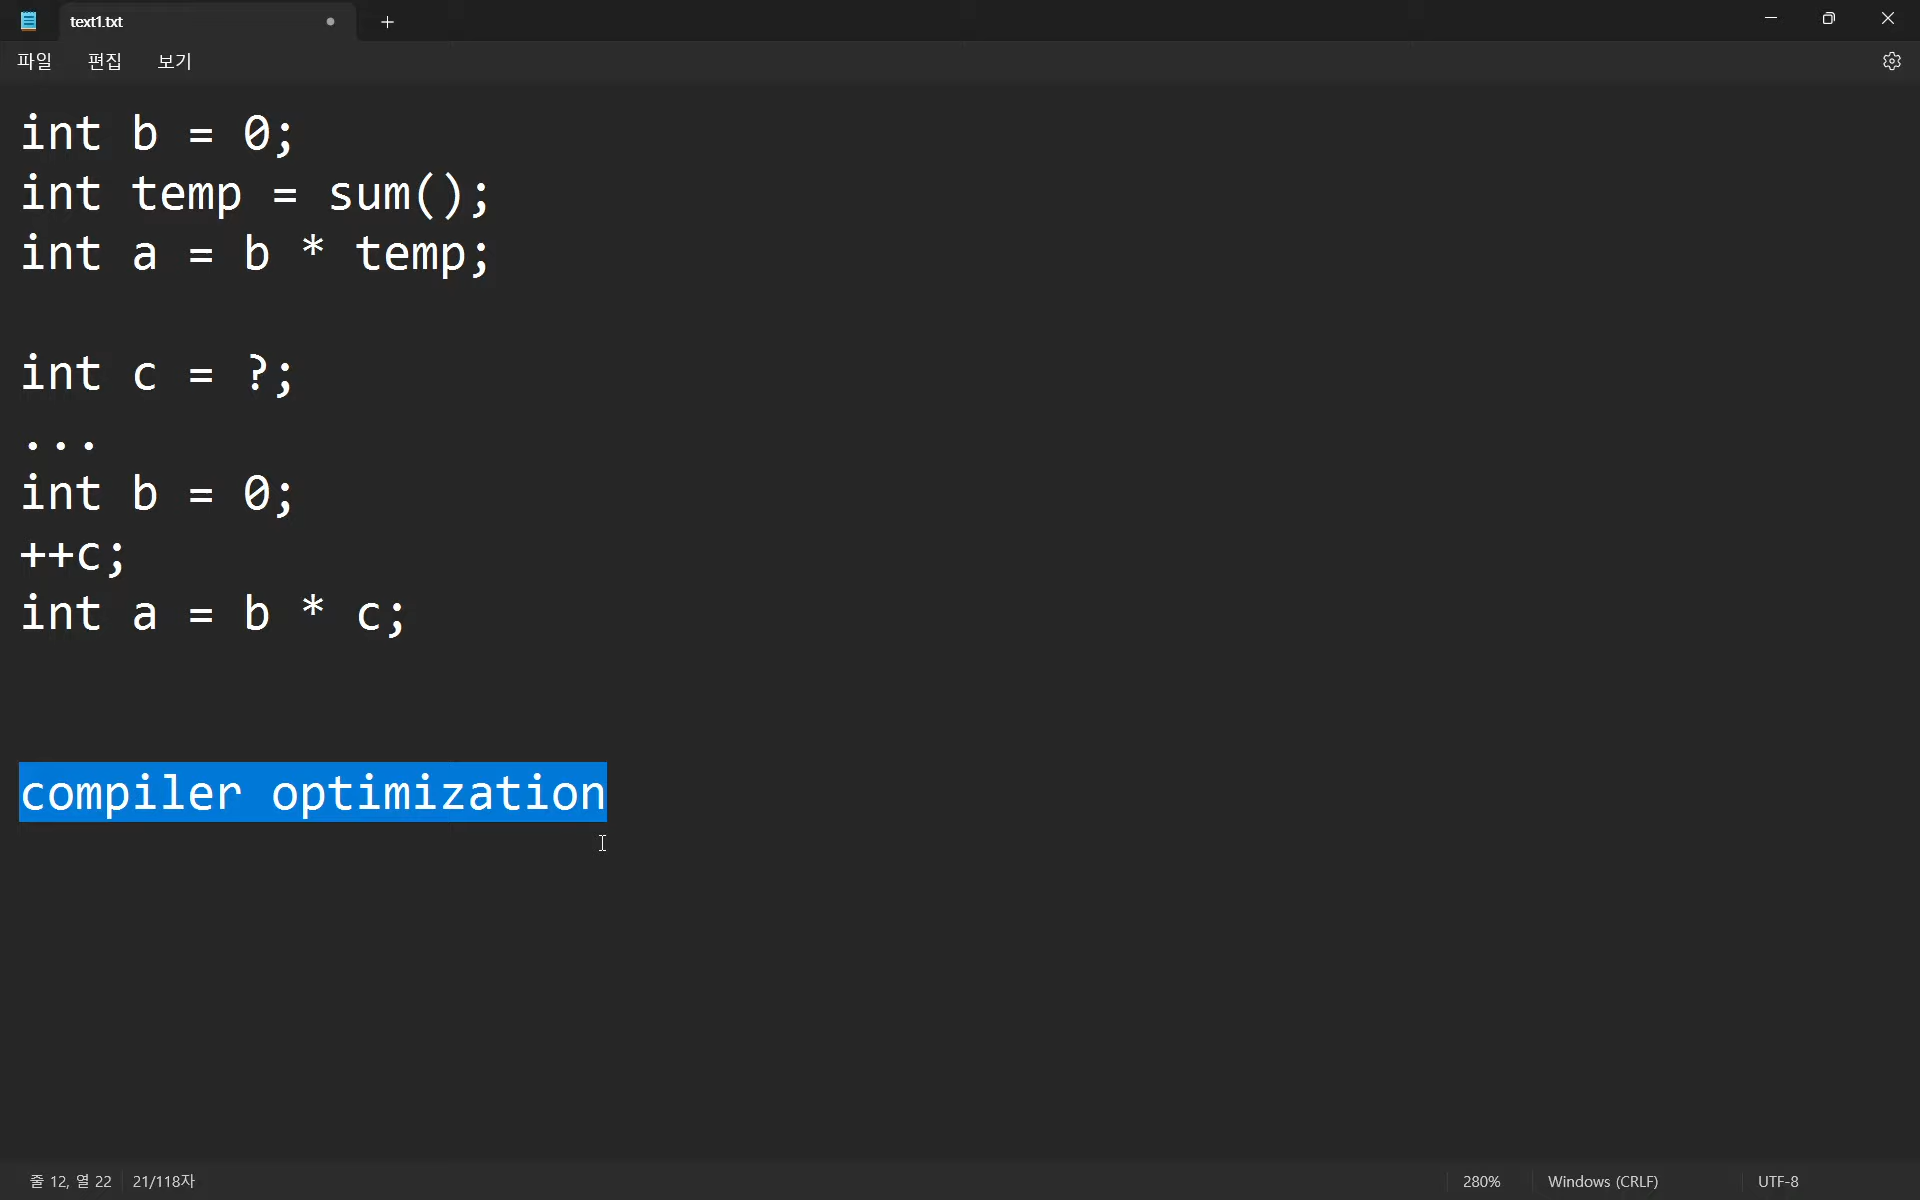 text1.txt
파일 편집 보기
int b = 0;
int temp = sum();
int a = b * temp;
int c = ?;
...
int b = 0;
++c;
int a = b * c;
compiler optimization
줄 12, 열 22 21/118자 280% Windows (CRLF) UTF-8